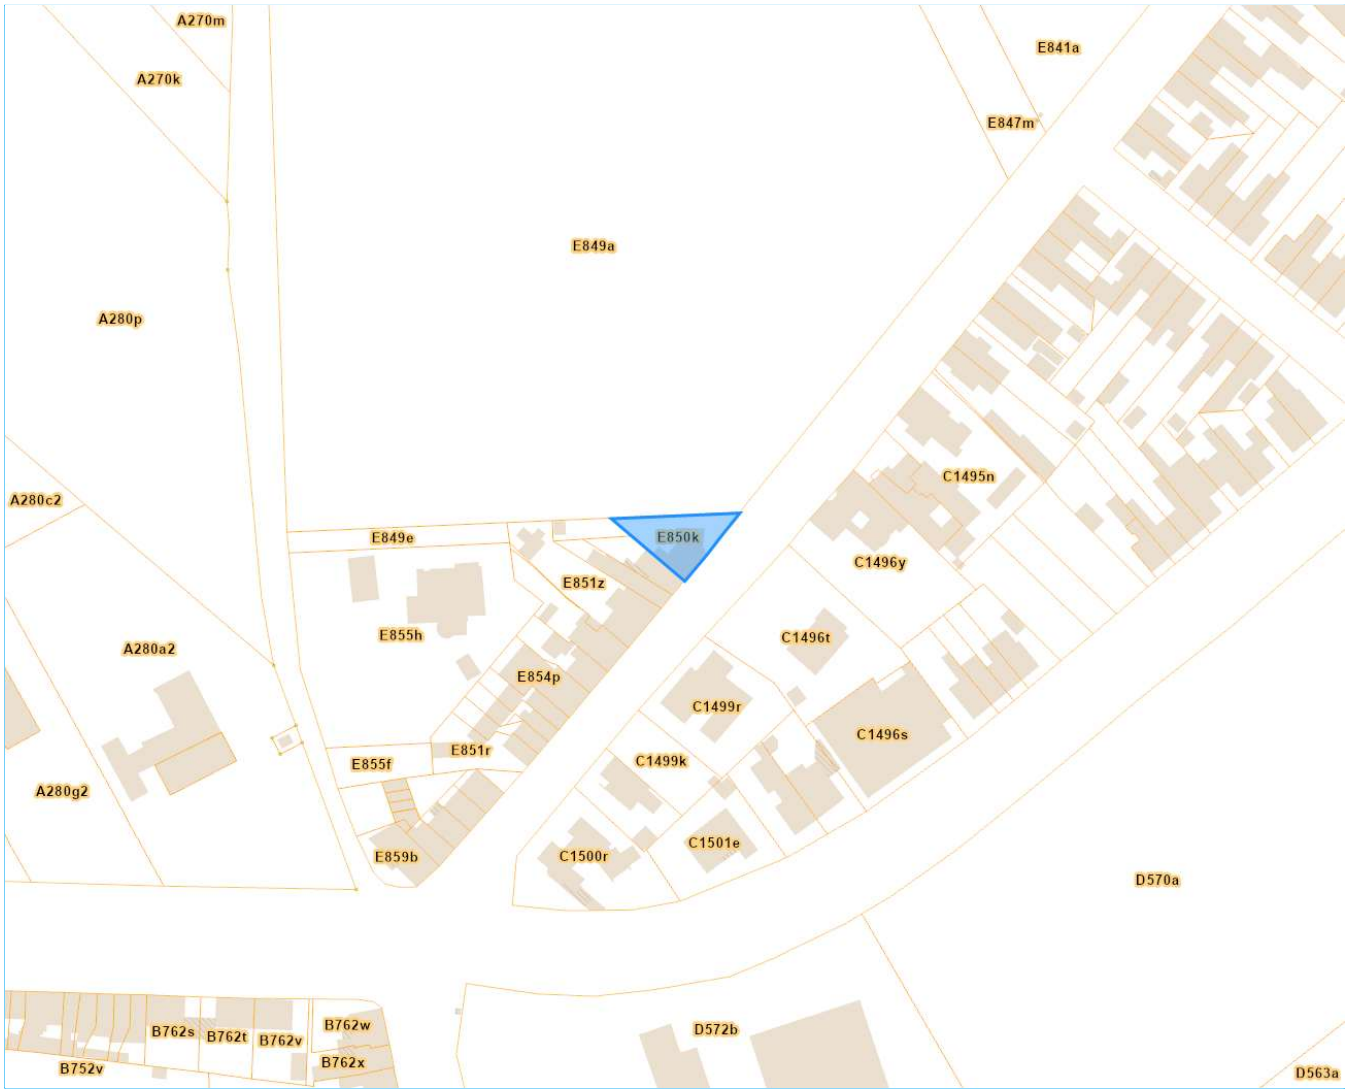 A270m
E841a
A270k
E847m
E849a
A280p
C1495n
A280c2
E849e
E850k
C1496y
E851z
E855h
C1496t
A280a2
E854p
C1499r
C1496s
E851r
C1499k
E855f
A280g2
C1501e
E859b
C1500r
D570a
B762w
D572b
B762s
B762t
B762v
B762x
B752v
D563a